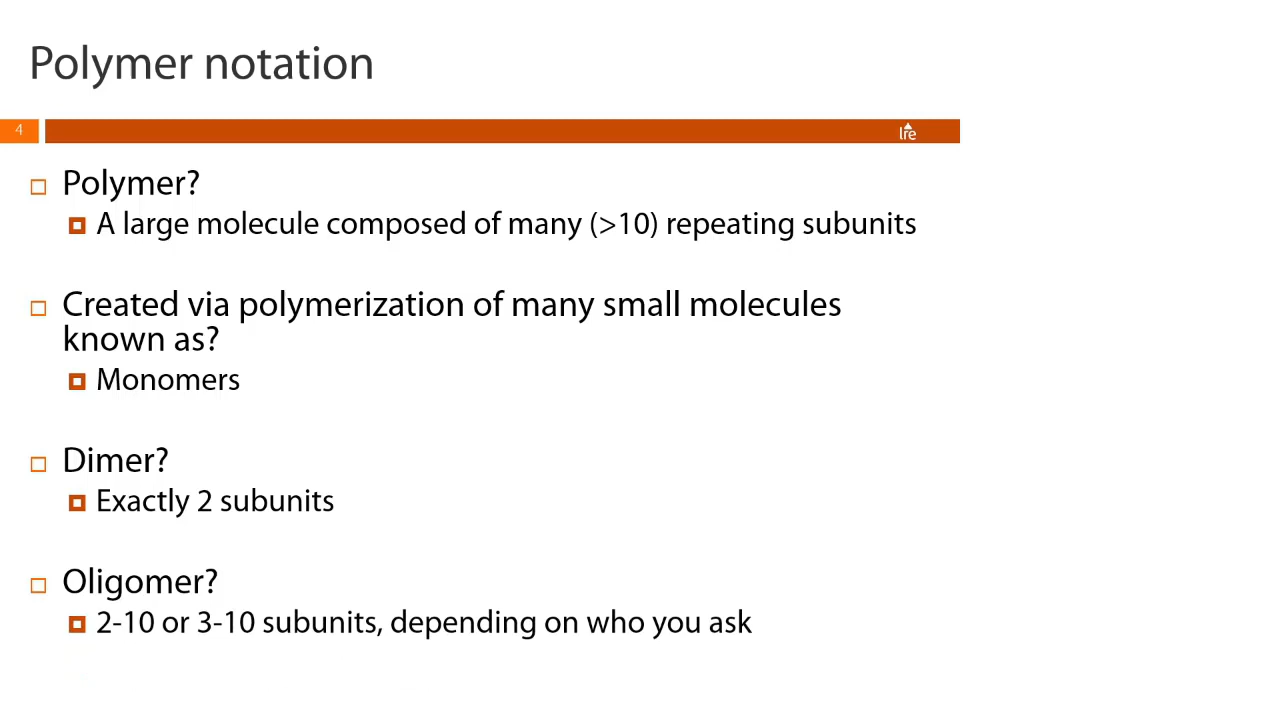 Polymer notation
4
lre
Polymer?
A large molecule composed of many (>10) repeating subunits
Created via polymerization of many small molecules
known as?
Monomers
Dimer?
Exactly 2 subunits
Oligomer?
2-10 or 3-10 subunits, depending on who you ask